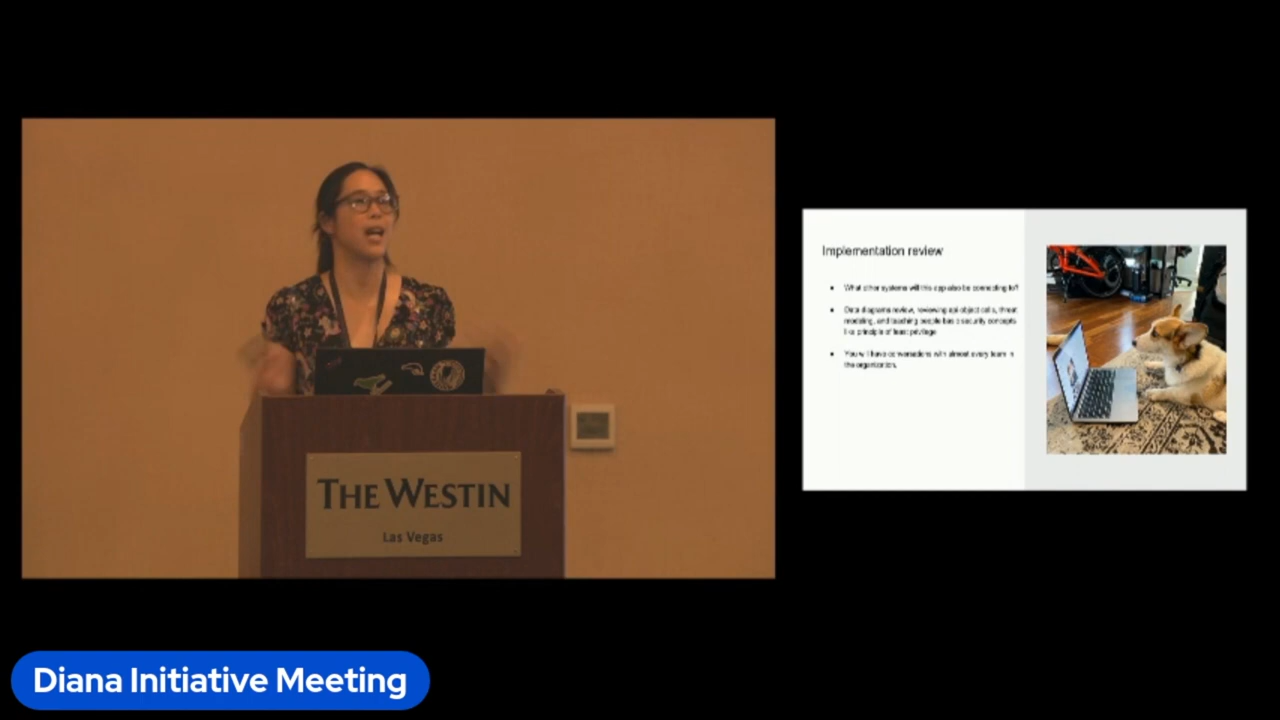 THE WESTIN
Las Vegas
Implementation review
What other systems will this app also be connecting to?
Data diagrams review, reviewing api object calls, threat
modeling, and teaching people basic security concepts
like principle of least privilege
You will have conversations with almost every team in
the organization.
Diana Initiative Meeting